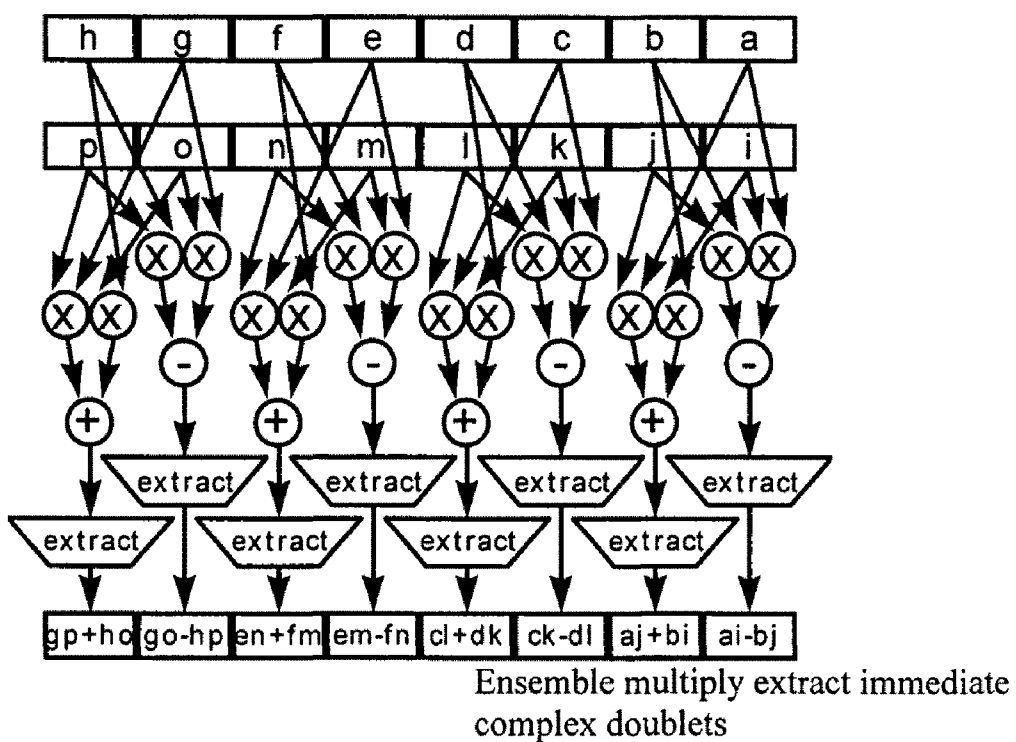 h g f e d c b a
p o n m l k j i
X X X X X X X X
X X X X X X X X
- - - -
+ + + +
extract extract extract extract
extract extract extract extract
gp+ho go-hp en+fm em-fn cl+dk ck-dl aj+bi ai-bj
Ensemble multiply extract immediate
complex doublets